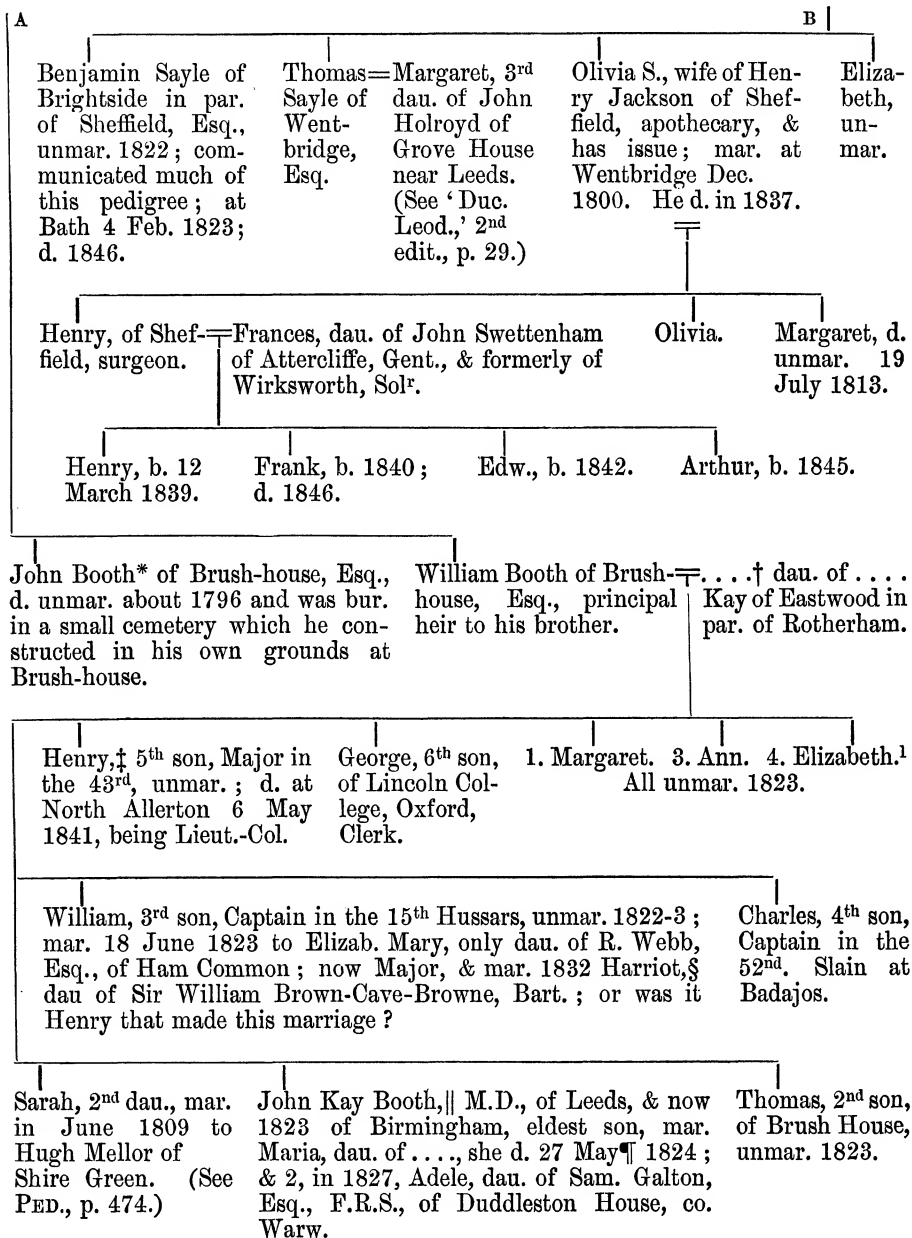 A
B
Benjamin Sayle of
Brightside in par.
of Sheffield, Esq.,
unmar. 1822 ; com-
municated much of
this pedigree ; at
Bath 4 Feb. 1823;
d. 1846.
Thomas=
Sayle of
Went-
bridge,
Esq.
Margaret, 3rd
dau. of John
Holroyd of
Grove House
near Leeds.
(See ‘ Duc.
Leod.,’ 2nd
edit., p. 29.)
Olivia S., wife of Hen-
ry Jackson of Shef-
field, apothecary, &
has issue; mar. at
Wentbridge Dec.
1800. He d. in 1837.
Eliza-
beth,
un-
mar.
Henry, of Shef-
field, surgeon.
Frances, dau. of John Swettenham
of Attercliffe, Gent., & formerly of
Wirksworth, Solr.
Olivia.
Margaret, d.
unmar. 19
July 1813.
Henry, b. 12
March 1839.
Frank, b. 1840 ;
d. 1846.
Edw., b. 1842.
Arthur, b. 1845.
John Booth* of Brush-house, Esq.,
d. unmar. about 1796 and was bur.
in a small cemetery which he con-
structed in his own grounds at
Brush-house.
William Booth of Brush-
house, Esq., principal
heir to his brother.
. . . .† dau. of . . . .
Kay of Eastwood in
par. of Rotherham.
Henry,‡ 5th son, Major in
the 43rd, unmar. ; d. at
North Allerton 6 May
1841, being Lieut.-Col.
George, 6th son,
of Lincoln Col-
lege, Oxford,
Clerk.
1. Margaret. 3. Ann. 4. Elizabeth.1
All unmar. 1823.
William, 3rd son, Captain in the 15th Hussars, unmar. 1822-3 ;
mar. 18 June 1823 to Elizab. Mary, only dau. of R. Webb,
Esq., of Ham Common ; now Major, & mar. 1832 Harriot,§
dau of Sir William Brown-Cave-Browne, Bart. ; or was it
Henry that made this marriage ?
Charles, 4th son,
Captain in the
52nd. Slain at
Badajos.
Sarah, 2nd dau., mar.
in June 1809 to
Hugh Mellor of
Shire Green. (See
PED., p. 474.)
John Kay Booth,|| M.D., of Leeds, & now
1823 of Birmingham, eldest son, mar.
Maria, dau. of . . . ., she d. 27 May¶ 1824 ;
& 2, in 1827, Adele, dau. of Sam. Galton,
Esq., F.R.S., of Duddleston House, co.
Warw.
Thomas, 2nd son,
of Brush House,
unmar. 1823.